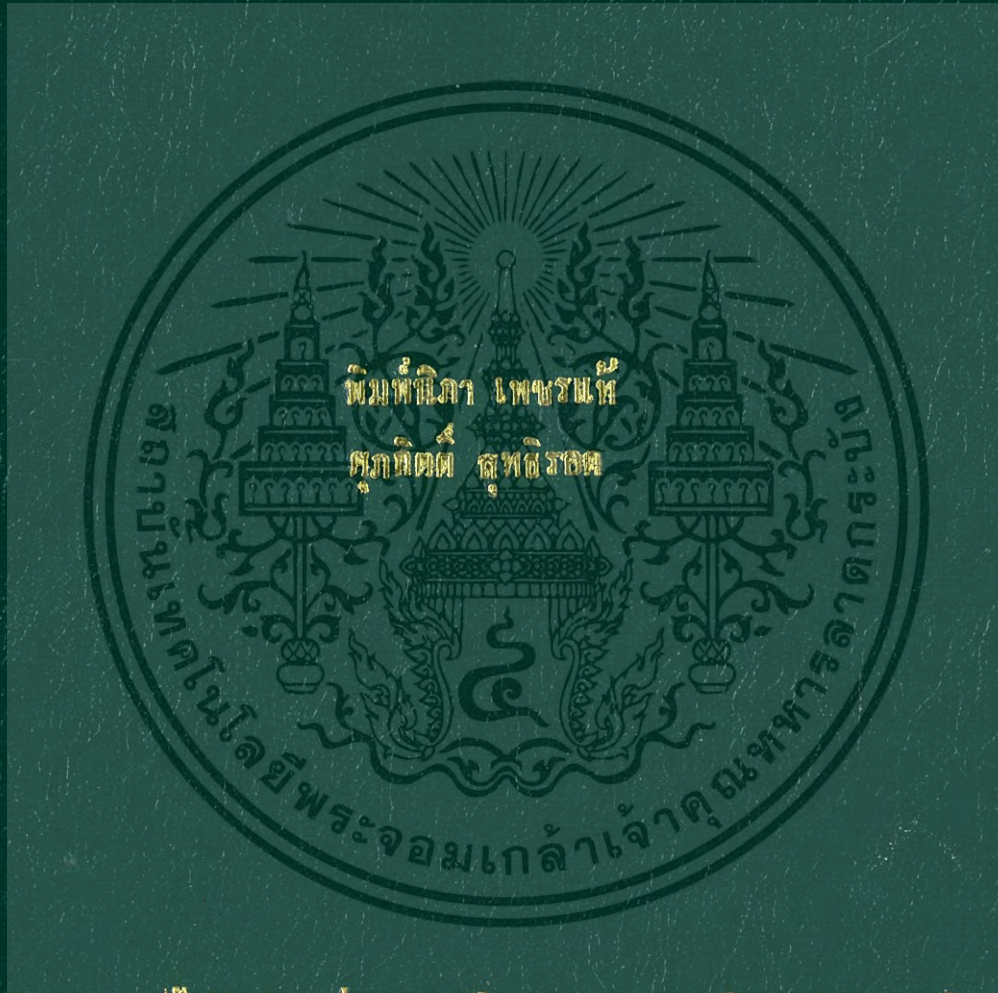 พิมพ์นิภา เพชรแท้
ศุภกิตติ์ สุทธิรอด
สถาบันเทคโนโลยีพระจอมเกล้าเจ้าคุณทหารลาดกระบัง
๔